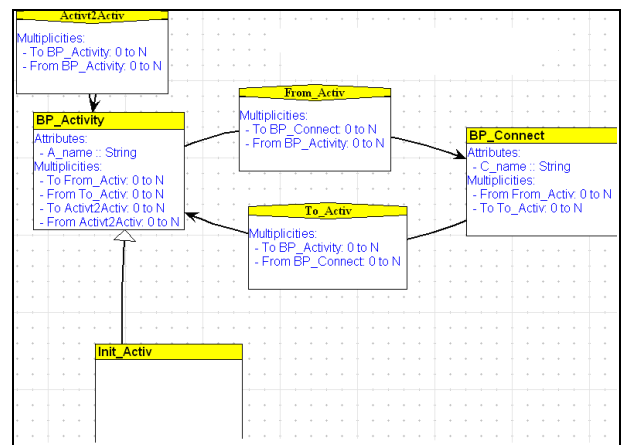 Activt2Activ
Multiplicities:
- To BP_Activity: 0 to N
- From BP_Activity: 0 to N
BP_Activity
Attributes:
- A_name :: String
Multiplicities:
- To From_Activ: 0 to N
- From To_Activ: 0 to N
- To Activt2Activ: 0 to N
- From Activt2Activ: 0 to N
From_Activ
Multiplicities:
- To BP_Connect: 0 to N
- From BP_Activity: 0 to N
BP_Connect
Attributes:
- C_name :: String
Multiplicities:
- From From_Activ: 0 to N
- To To_Activ: 0 to N
To_Activ
Multiplicities:
- To BP_Activity: 0 to N
- From BP_Connect: 0 to N
Init_Activ